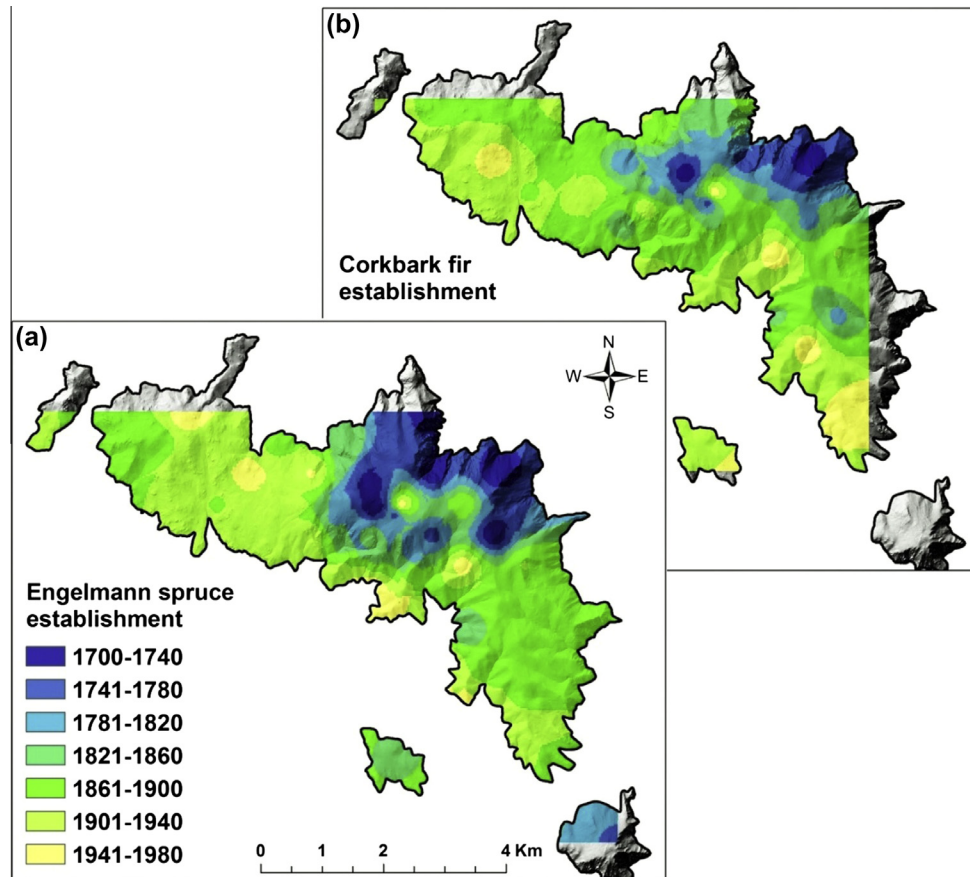 (b)
Corkbark fir
establishment
(a)
N
W E
S
Engelmann spruce
establishment
1700-1740
1741-1780
1781-1820
1821-1860
1861-1900
1901-1940
1941-1980
0 1 2 4 Km